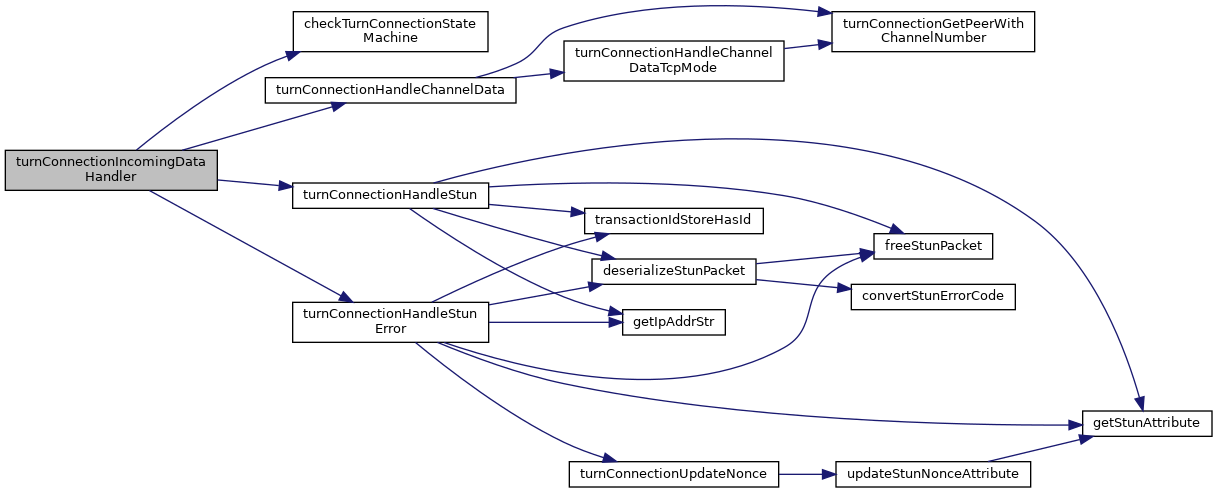 checkTurnConnectionState
Machine
turnConnectionGetPeerWith
ChannelNumber
turnConnectionHandleChannel
DataTcpMode
turnConnectionHandleChannelData
turnConnectionIncomingData
Handler
turnConnectionHandleStun
transactionIdStoreHasId
freeStunPacket
deserializeStunPacket
convertStunErrorCode
turnConnectionHandleStun
Error
getIpAddrStr
getStunAttribute
turnConnectionUpdateNonce
updateStunNonceAttribute